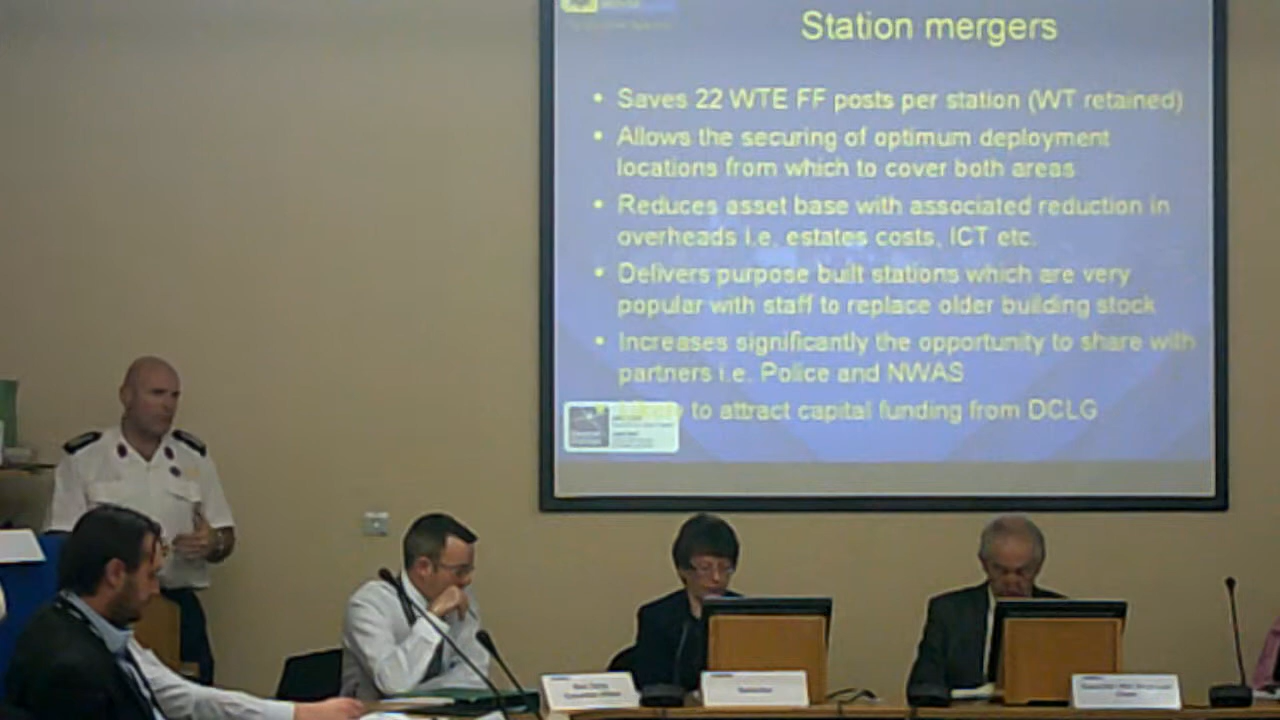 Station mergers
• Saves 22 WTE FF posts per station (WT retained)
• Allows the securing of optimum deployment
locations from which to cover both areas
• Reduces asset base with associated reduction in
overheads i.e. estates costs, ICT etc.
• Delivers purpose built stations which are very
popular with staff to replace older building stock
• Increases significantly the opportunity to share with
partners i.e. Police and NWAS
to attract capital funding from DCLG